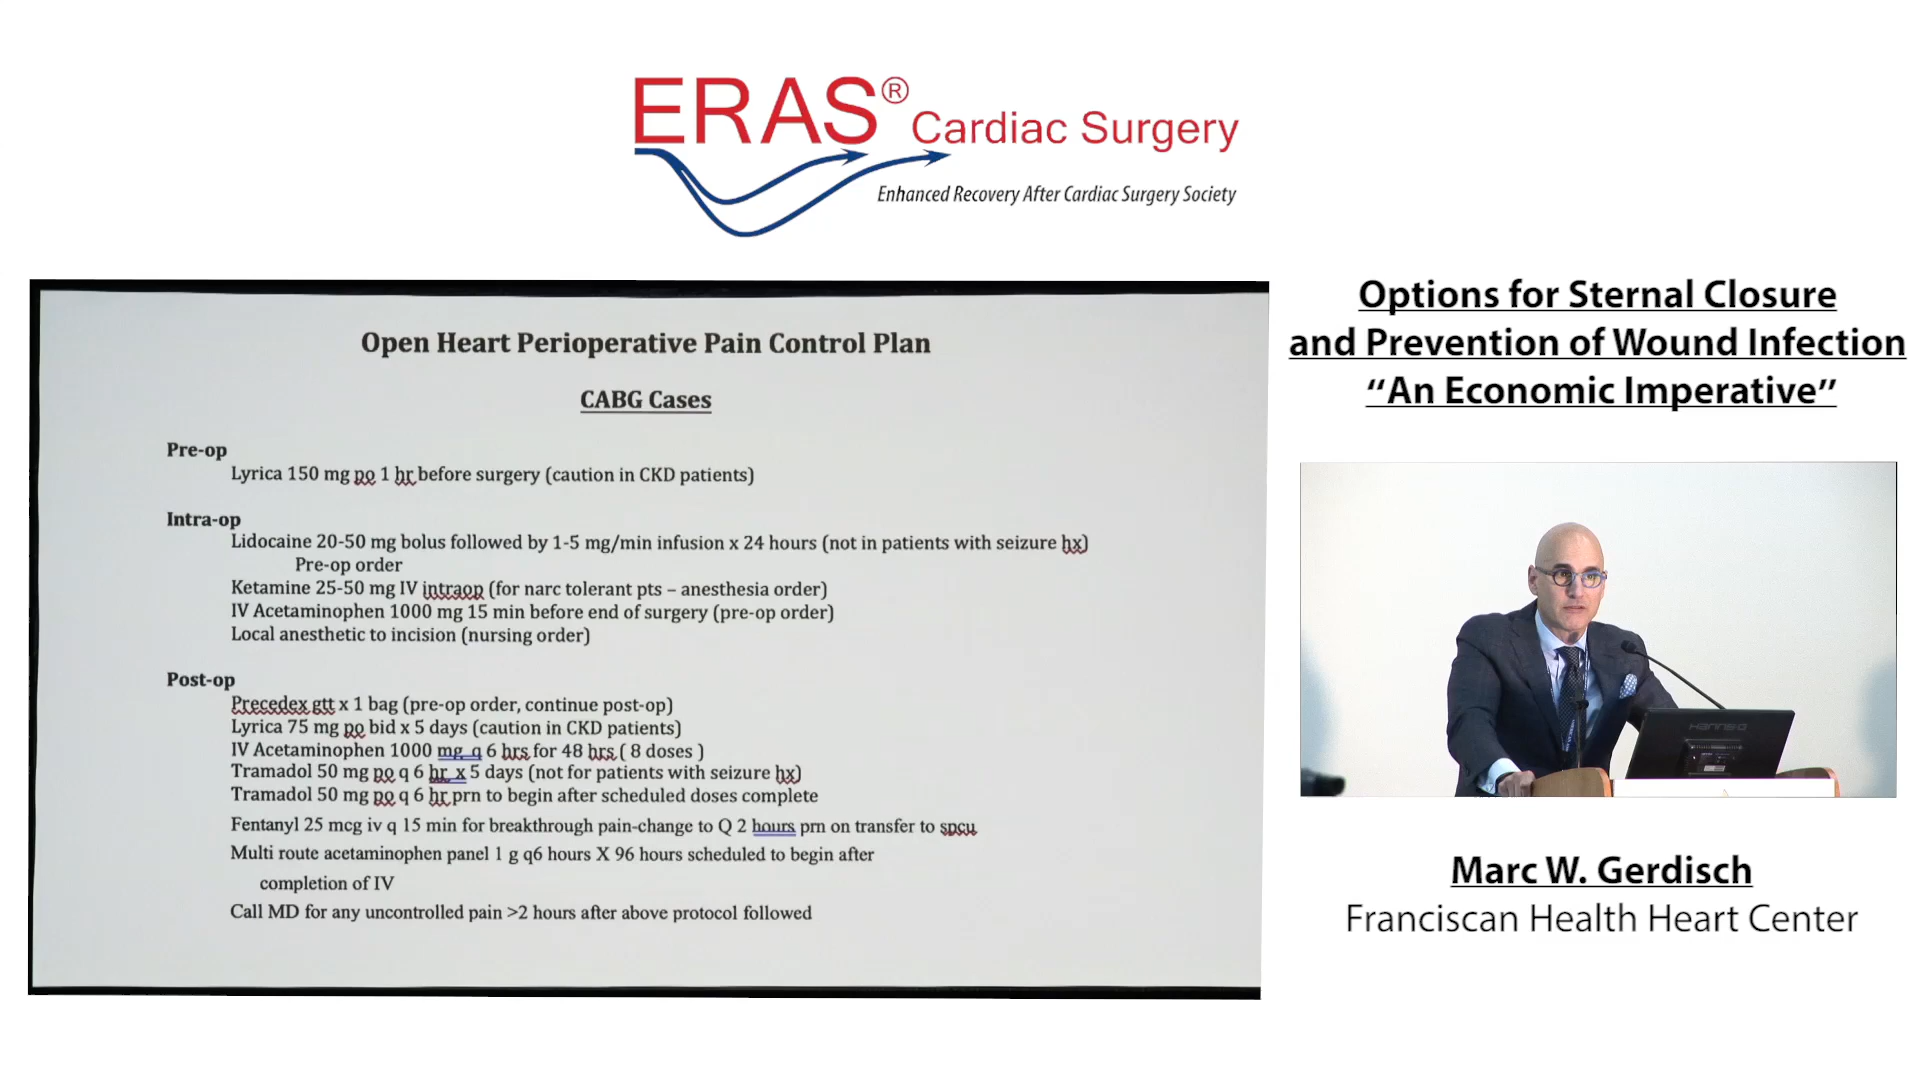 ERAS® Cardiac Surgery
Enhanced Recovery After Cardiac Surgery Society
Open Heart Perioperative Pain Control Plan
CABG Cases
Pre-op
Lyrica 150 mg po 1 hr before surgery (caution in CKD patients)
Intra-op
Lidocaine 20-50 mg bolus followed by 1-5 mg/min infusion x 24 hours (not in patients with seizure hx)
Pre-op order
Ketamine 25-50 mg IV intraop (for narc tolerant pts – anesthesia order)
IV Acetaminophen 1000 mg 15 min before end of surgery (pre-op order)
Local anesthetic to incision (nursing order)
Post-op
Precedex gtt x 1 bag (pre-op order, continue post-op)
Lyrica 75 mg po bid x 5 days (caution in CKD patients)
IV Acetaminophen 1000 mg q 6 hrs for 48 hrs ( 8 doses )
Tramadol 50 mg po q 6 hr x 5 days (not for patients with seizure hx)
Tramadol 50 mg po q 6 hr prn to begin after scheduled doses complete
Fentanyl 25 mcg iv q 15 min for breakthrough pain-change to Q 2 hours prn on transfer to spcu
Multi route acetaminophen panel 1 g q6 hours X 96 hours scheduled to begin after
completion of IV
Call MD for any uncontrolled pain >2 hours after above protocol followed
Options for Sternal Closure
and Prevention of Wound Infection
“An Economic Imperative”
HANNS·G
Marc W. Gerdisch
Franciscan Health Heart Center